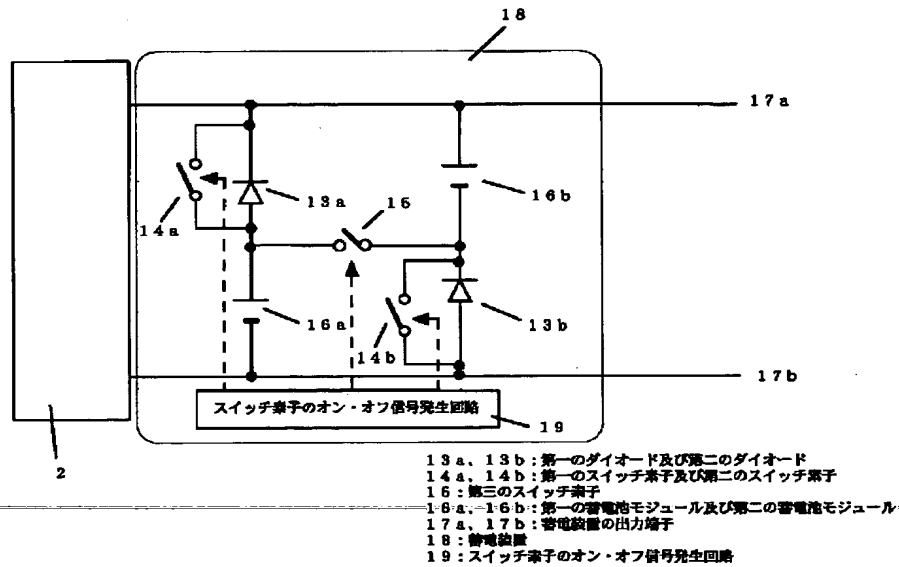 18
17a
14a
13a
15
16b
16a
14b
13b
17b
スイッチ素子のオン・オフ信号発生回路
19
2
13a、13b：第一のダイオード及び第二のダイオード
14a、14b：第一のスイッチ素子及び第二のスイッチ素子
15：第三のスイッチ素子
16a、16b：第一の蓄電池モジュール及び第二の蓄電池モジュール
17a、17b：蓄電装置の出力端子
18：蓄電装置
19：スイッチ素子のオン・オフ信号発生回路